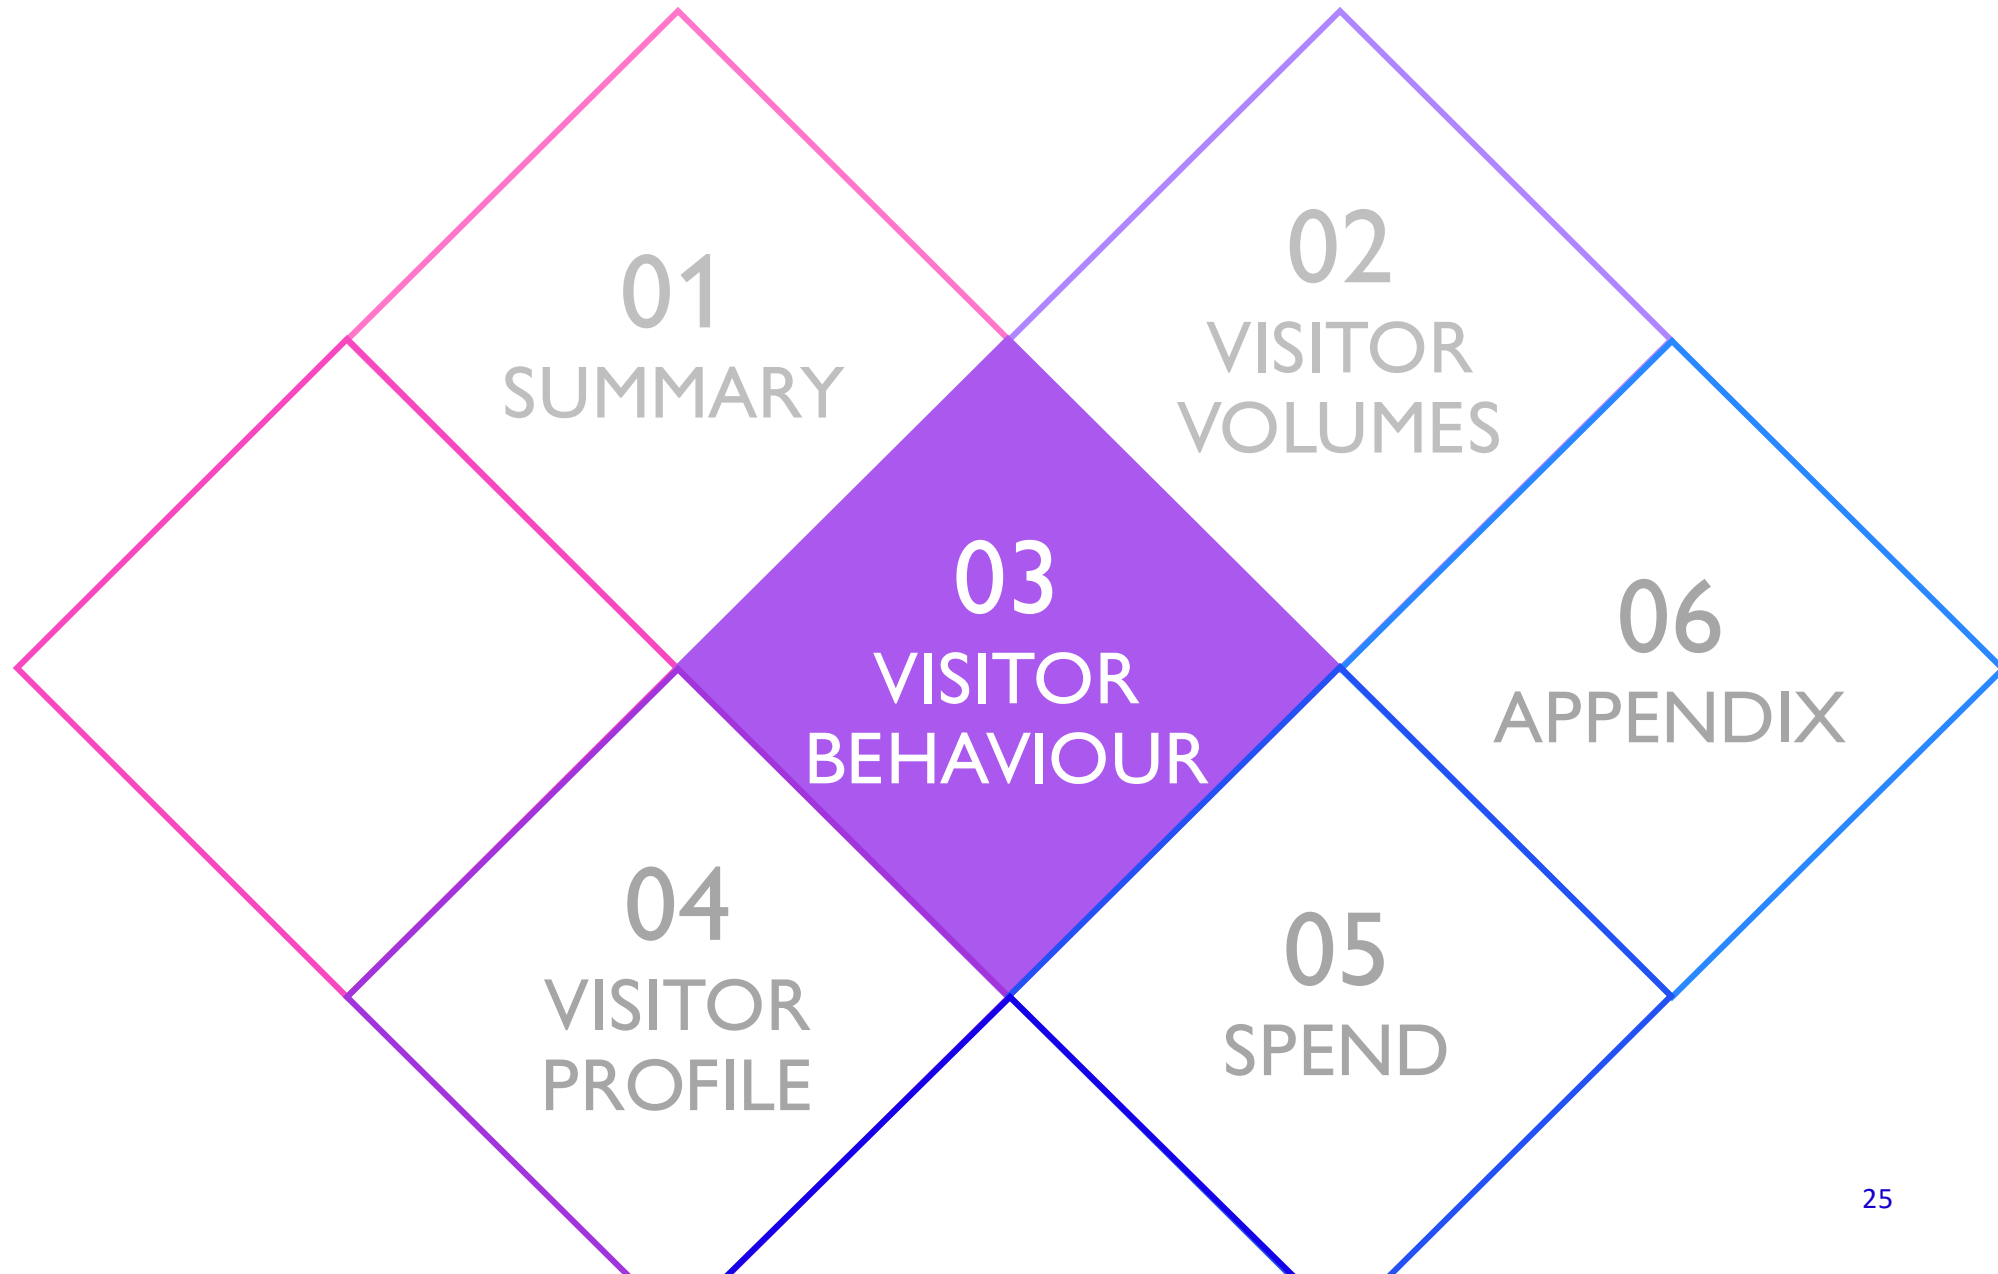 01
SUMMARY
02
VISITOR
VOLUMES
03
VISITOR
BEHAVIOUR
04
VISITOR
PROFILE
05
SPEND
06
APPENDIX
25